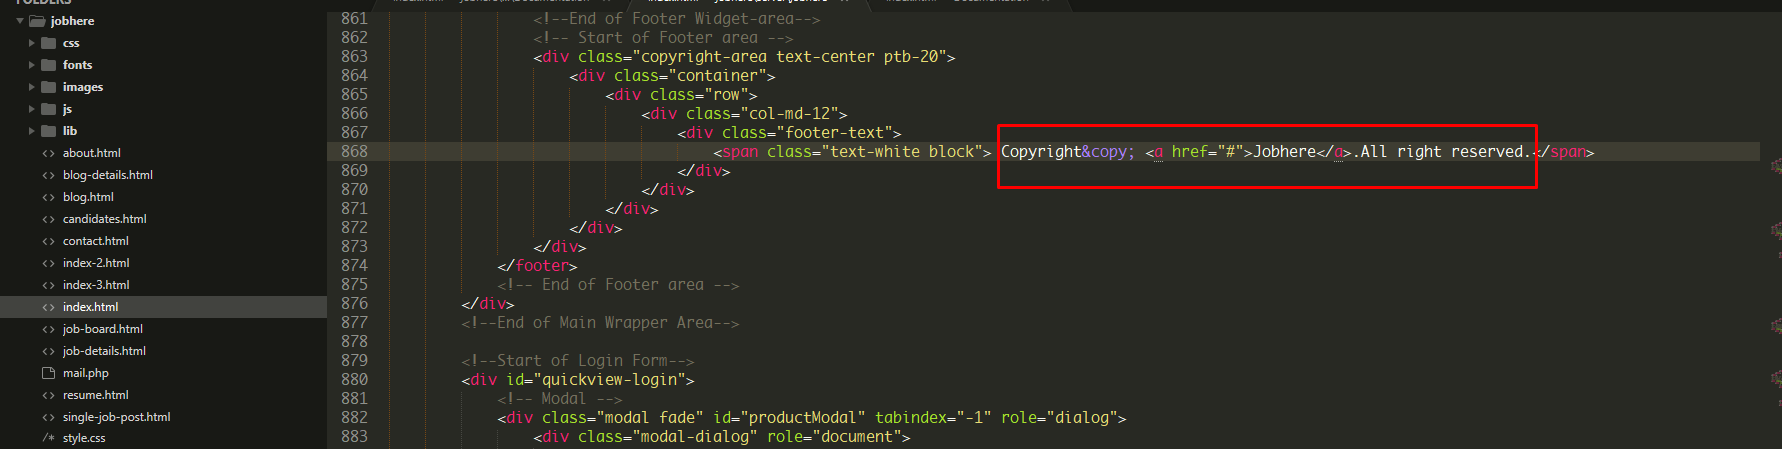 FOLDERS
jobhere
css
fonts
images
js
lib
about.html
blog-details.html
blog.html
candidates.html
contact.html
index-2.html
index-3.html
index.html
job-board.html
job-details.html
mail.php
resume.html
single-job-post.html
/* style.css
861 <!--End of Footer Widget-area-->
862 <!-- Start of Footer area -->
863 <div class="copyright-area text-center ptb-20">
864 <div class="container">
865 <div class="row">
866 <div class="col-md-12">
867 <div class="footer-text">
868 <span class="text-white block"> Copyright&copy; <a href="#">Jobhere</a>.All right reserved.</span>
869 </div>
870 </div>
871 </div>
872 </div>
873 </div>
874 </footer>
875 <!-- End of Footer area -->
876 </div>
877 <!--End of Main Wrapper Area-->
878
879 <!--Start of Login Form-->
880 <div id="quickview-login">
881 <!-- Modal -->
882 <div class="modal fade" id="productModal" tabindex="-1" role="dialog">
883 <div class="modal-dialog" role="document">